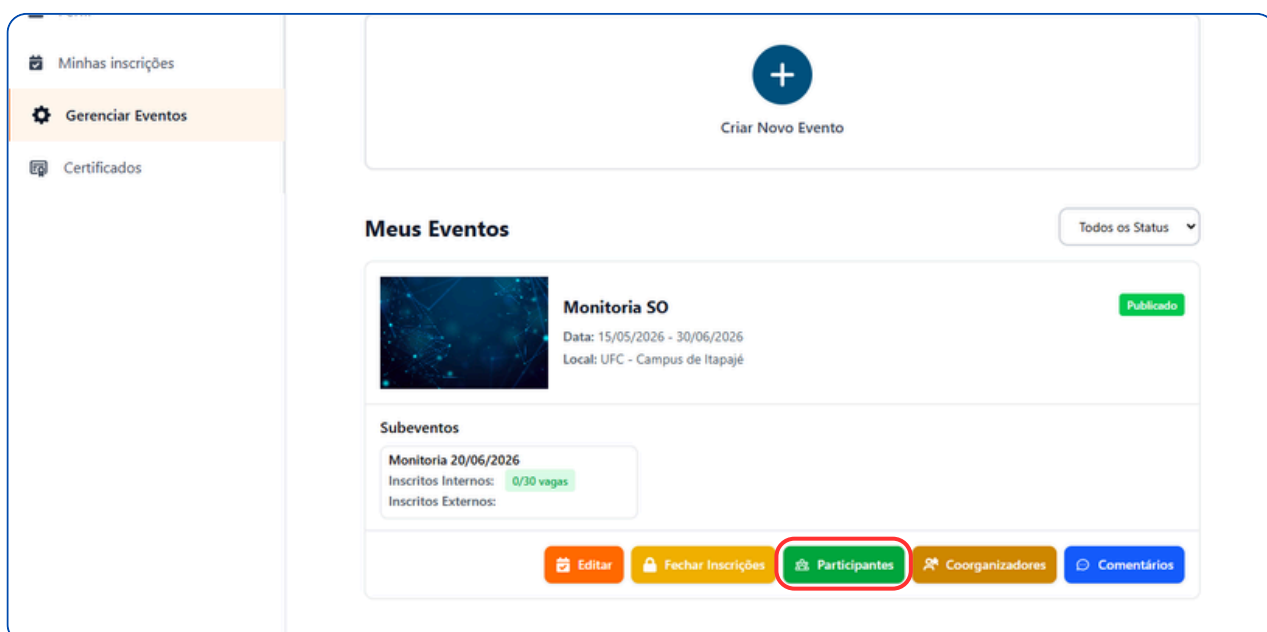 Minhas inscrições
Gerenciar Eventos
Certificados
Criar Novo Evento
Meus Eventos
Todos os Status
Monitoria SO
Publicado
Data: 15/05/2026 - 30/06/2026
Local: UFC - Campus de Itapajé
Subeventos
Monitoria 20/06/2026
Inscritos Internos: 0/30 vagas
Inscritos Externos:
Editar
Fechar Inscrições
Participantes
Coorganizadores
Comentários